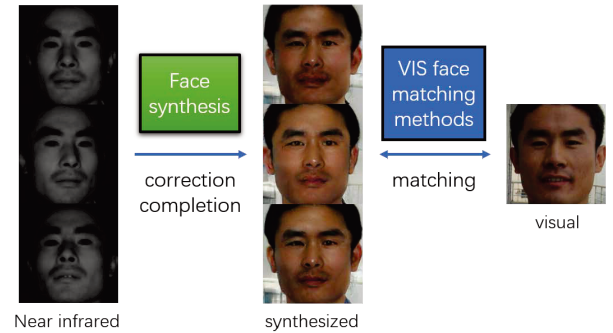 Face
synthesis
VIS face
matching
methods
correction
completion
matching
visual
Near infrared
synthesized